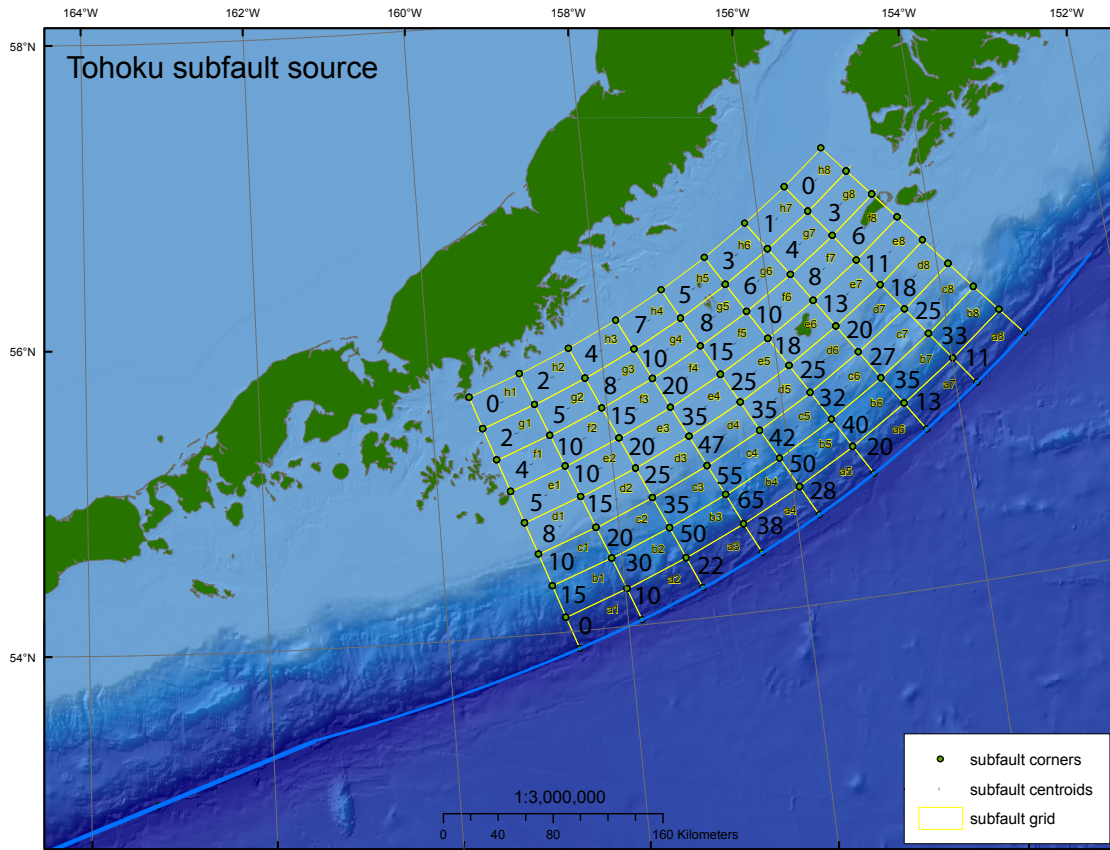 164°W 162°W 160°W 158°W 156°W 154°W 152°W
58°N
Tohoku subfault source
h8
0
g8
3
f8
6
e8
11
d8
18
c8
25
b8
33
a8
11
h7
1
g7
4
f7
8
e7
13
d7
20
c7
27
b7
35
a7
13
h6
3
g6
6
f6
10
e6
18
d6
25
c6
32
b6
40
a6
20
h5
5
g5
8
f5
15
e5
25
d5
35
c5
42
b5
50
a5
28
h4
7
g4
10
f4
20
e4
35
d4
47
c4
55
b4
65
a4
38
h3
4
g3
8
f3
15
e3
20
d3
25
c3
35
b3
50
a3
22
h2
2
g2
5
f2
10
e2
10
d2
15
c2
20
b2
30
a2
10
h1
0
g1
2
f1
4
e1
5
d1
8
c1
10
b1
15
a1
0
56°N
54°N
1:3,000,000
0 40 80 160 Kilometers
subfault corners
subfault centroids
subfault grid